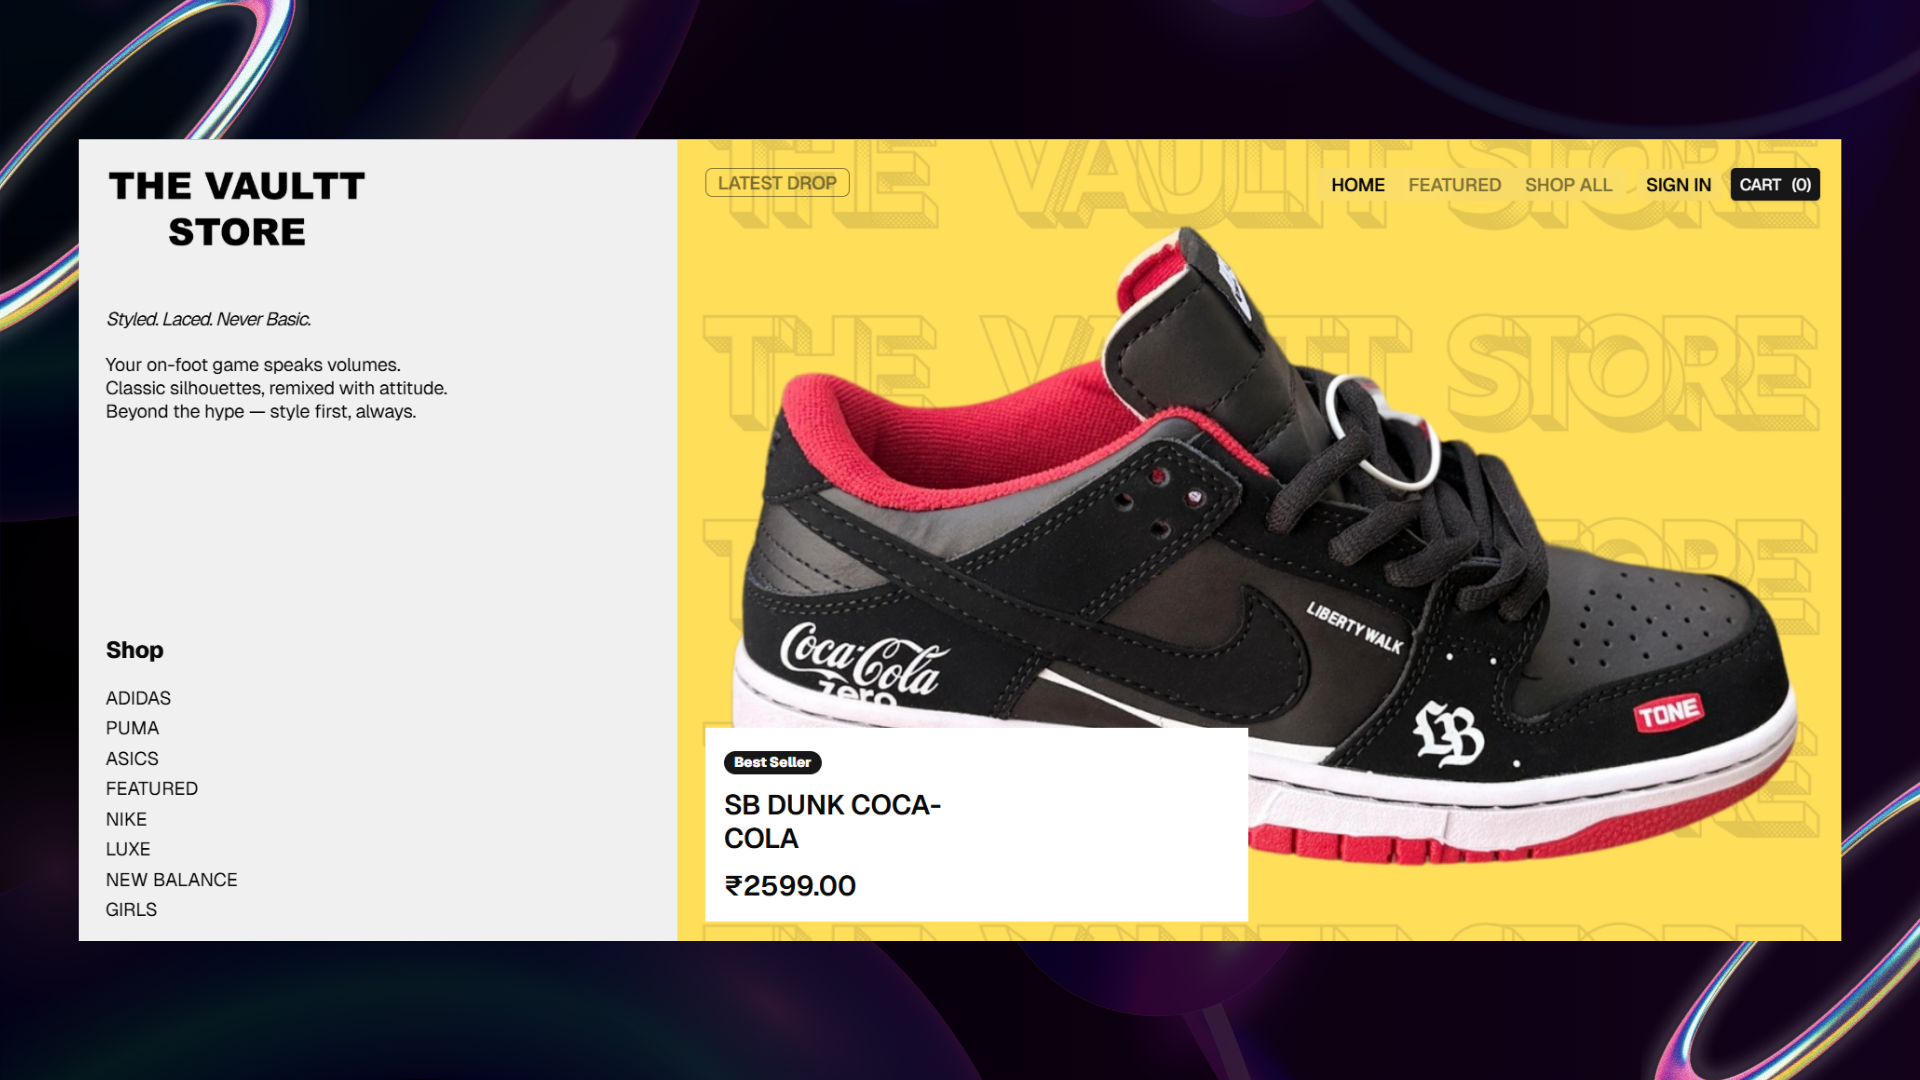 THE VAULTT
STORE
Styled. Laced. Never Basic.
Your on-foot game speaks volumes.
Classic silhouettes, remixed with attitude.
Beyond the hype — style first, always.
Shop
ADIDAS
PUMA
ASICS
FEATURED
NIKE
LUXE
NEW BALANCE
GIRLS
LATEST DROP
HOME FEATURED SHOP ALL SIGN IN CART (0)
THE VAULTT STORE
THE VAULTT STORE
LIBERTY WALK
Coca-Cola
zero
LB
TONE
Best Seller
SB DUNK COCA-
COLA
₹2599.00